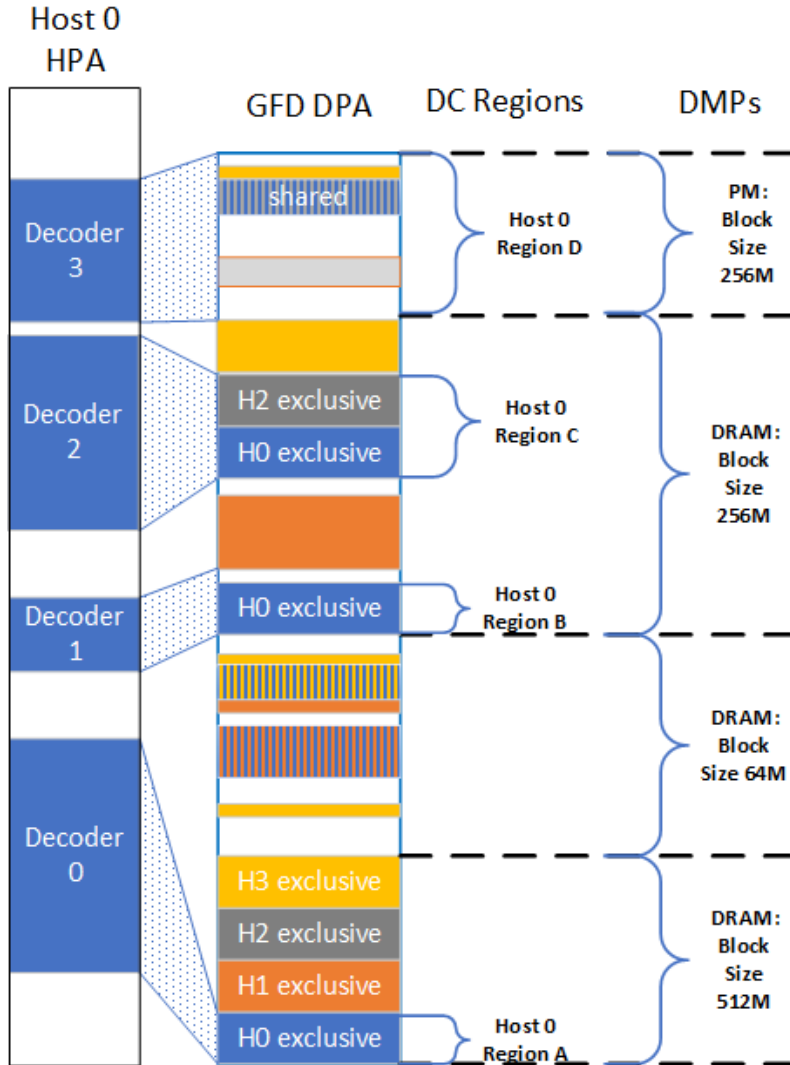 Host 0
HPA
GFD DPA
DC Regions
DMPs
shared
Decoder
3
Host 0
Region D
PM:
Block
Size
256M
Decoder
2
H2 exclusive
H0 exclusive
Host 0
Region C
DRAM:
Block
Size
256M
Decoder
1
H0 exclusive
Host 0
Region B
DRAM:
Block
Size 64M
Decoder
0
H3 exclusive
H2 exclusive
H1 exclusive
H0 exclusive
Host 0
Region A
DRAM:
Block
Size
512M